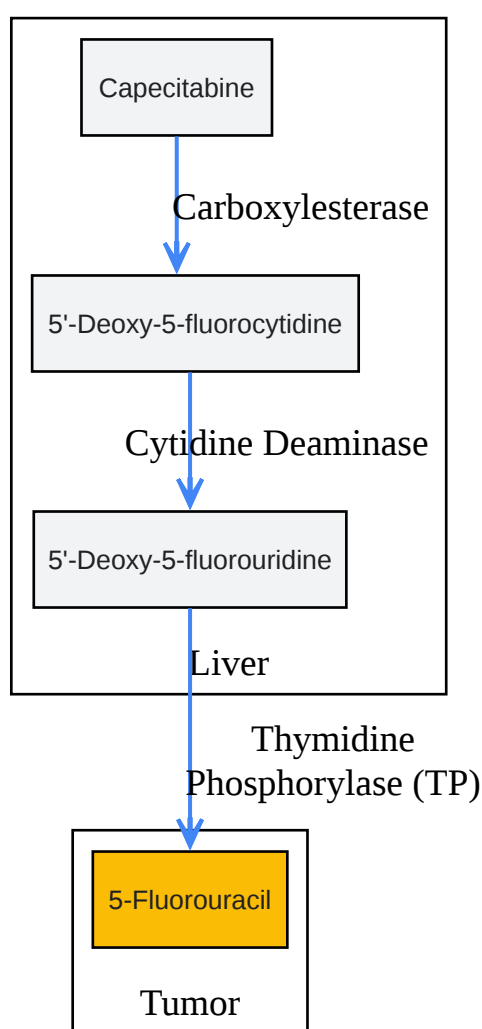 Capecitabine
Carboxylesterase
5'-Deoxy-5-fluorocytidine
Cytidine Deaminase
5'-Deoxy-5-fluorouridine
Liver
Thymidine
Phosphorylase (TP)
5-Fluorouracil
Tumor